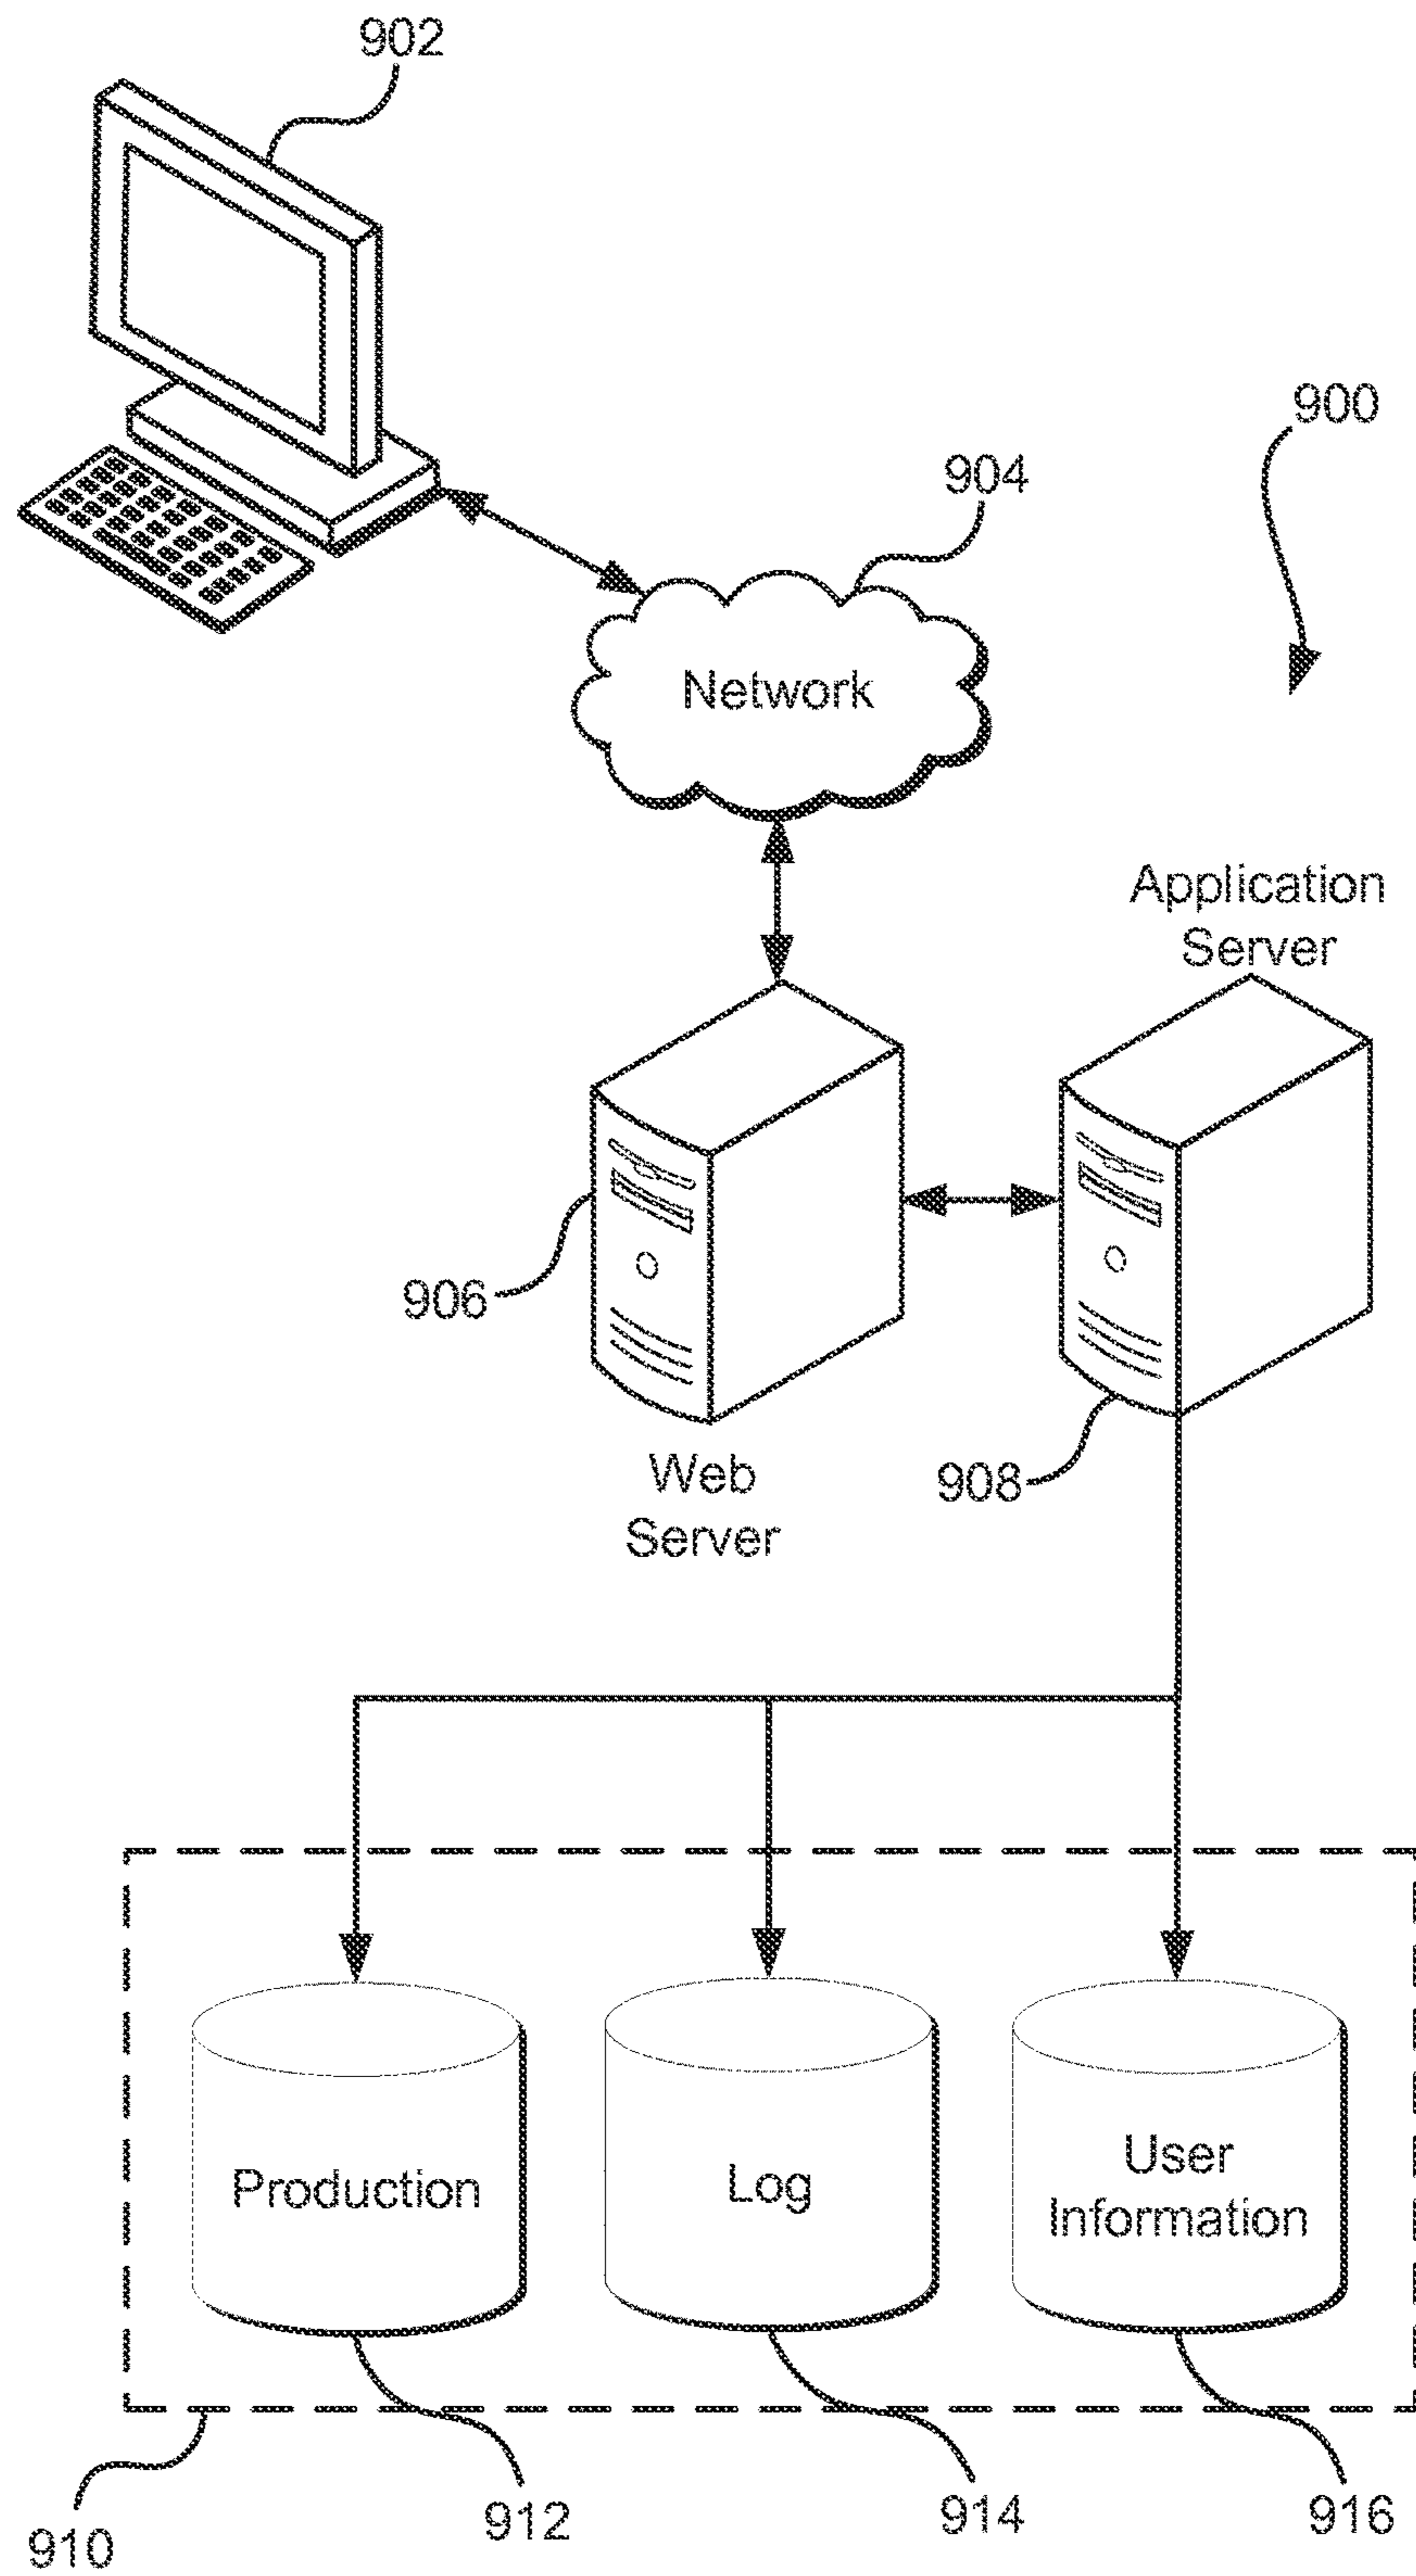 902
900
904
Network
Application
Server
906
908
Web
Server
Production
Log
User
Information
910
912
914
916